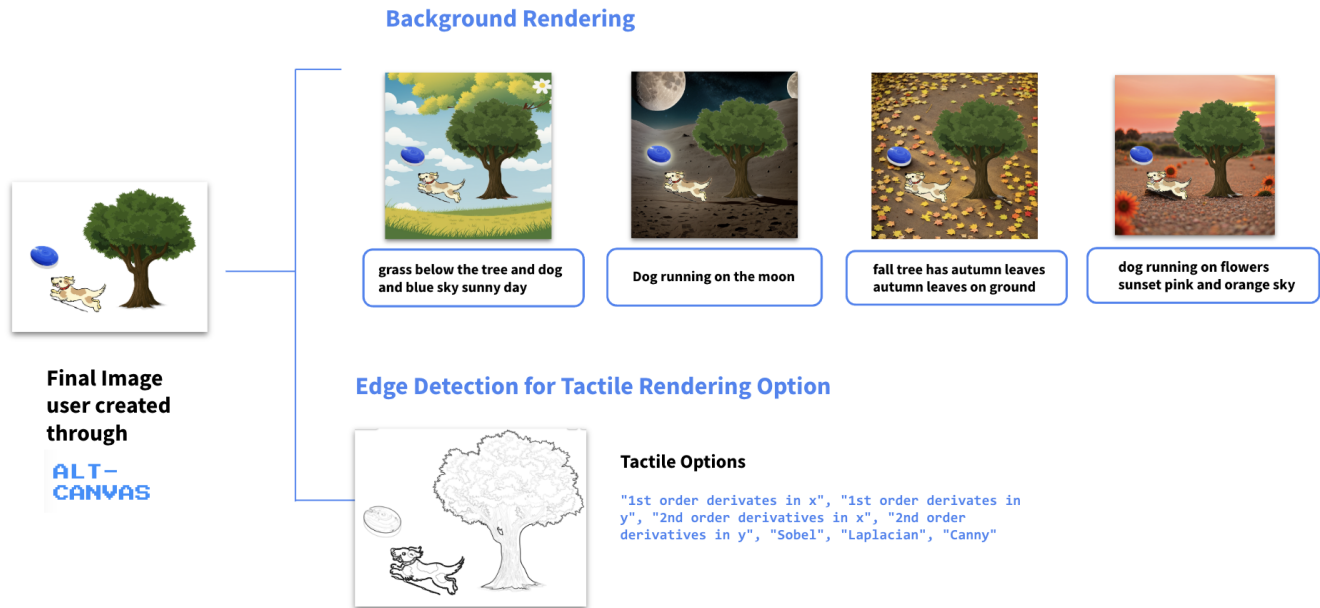 Background Rendering
grass below the tree and dog
and blue sky sunny day
Dog running on the moon
fall tree has autumn leaves
autumn leaves on ground
dog running on flowers
sunset pink and orange sky
Final Image
user created
through
ALT-
CANVAS
Edge Detection for Tactile Rendering Option
Tactile Options
"1st order derivates in x", "1st order derivates in
y", "2nd order derivatives in x", "2nd order
derivatives in y", "Sobel", "Laplacian", "Canny"